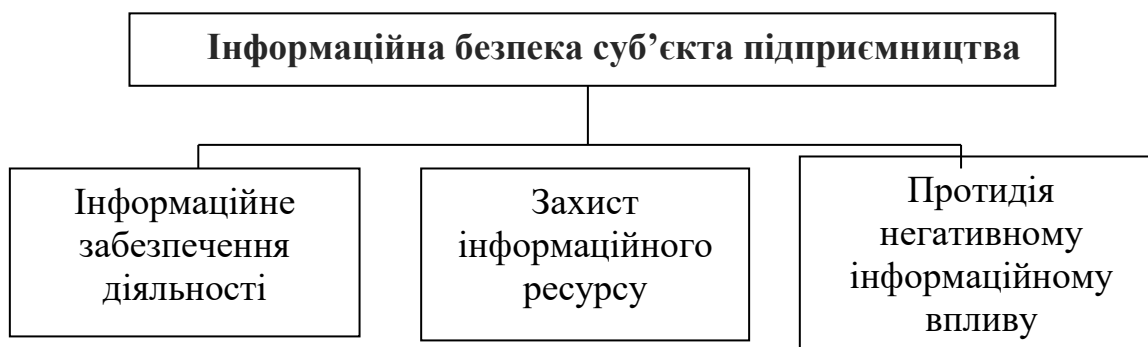 Інформаційна безпека суб’єкта підприємництва
Інформаційне
забезпечення
діяльності
Захист
інформаційного
ресурсу
Протидія
негативному
інформаційному
впливу